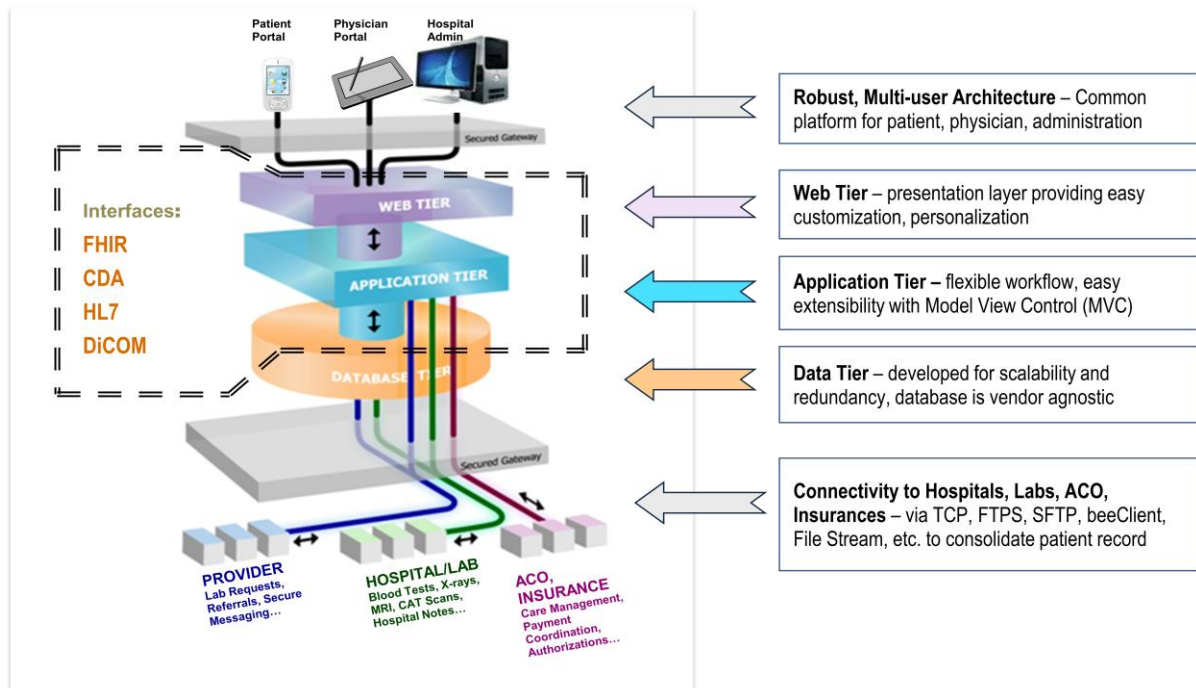 Patient
Portal
Physician
Portal
Hospital
Admin
Secured Gateway
Interfaces:
FHIR
CDA
HL7
DiCOM
WEB TIER
APPLICATION TIER
DATABASE TIER
Secured Gateway
PROVIDER
Lab Requests,
Referrals, Secure
Messaging…
HOSPITAL/LAB
Blood Tests, X-rays,
MRI, CAT Scans,
Hospital Notes…
ACO,
INSURANCE
Care Management,
Payment
Coordination,
Authorizations…
Robust, Multi-user Architecture – Common
platform for patient, physician, administration
Web Tier – presentation layer providing easy
customization, personalization
Application Tier – flexible workflow, easy
extensibility with Model View Control (MVC)
Data Tier – developed for scalability and
redundancy, database is vendor agnostic
Connectivity to Hospitals, Labs, ACO,
Insurances – via TCP, FTPS, SFTP, beeClient,
File Stream, etc. to consolidate patient record